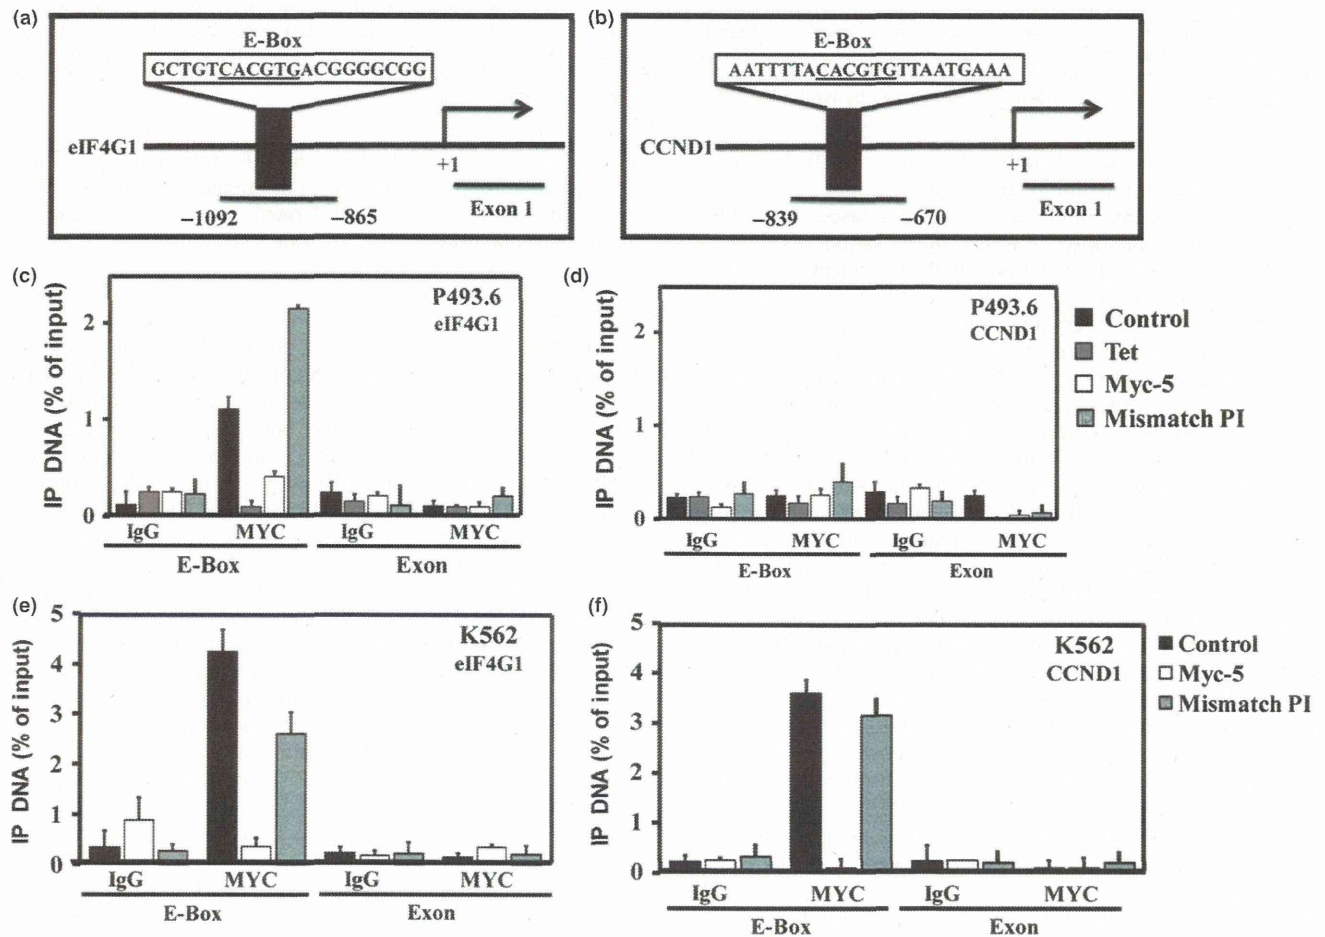 (a)
E-Box
GCTGTCACGTGACGGGGCGG
eIF4G1
+1
−1092
−865
Exon 1
(b)
E-Box
AATTTTACACGTGTTAATGAAA
CCND1
+1
−839
−670
Exon 1
(c)
IP DNA (% of input)
2
1
0
P493.6
eIF4G1
IgG MYC IgG MYC
E-Box Exon
(d)
IP DNA (% of input)
2
1
0
P493.6
CCND1
IgG MYC IgG MYC
E-Box Exon
Control
Tet
Myc-5
Mismatch PI
(e)
IP DNA (% of input)
5
4
3
2
1
0
K562
eIF4G1
IgG MYC IgG MYC
E-Box Exon
(f)
IP DNA (% of input)
5
4
3
2
1
0
K562
CCND1
IgG MYC IgG MYC
E-Box Exon
Control
Myc-5
Mismatch PI